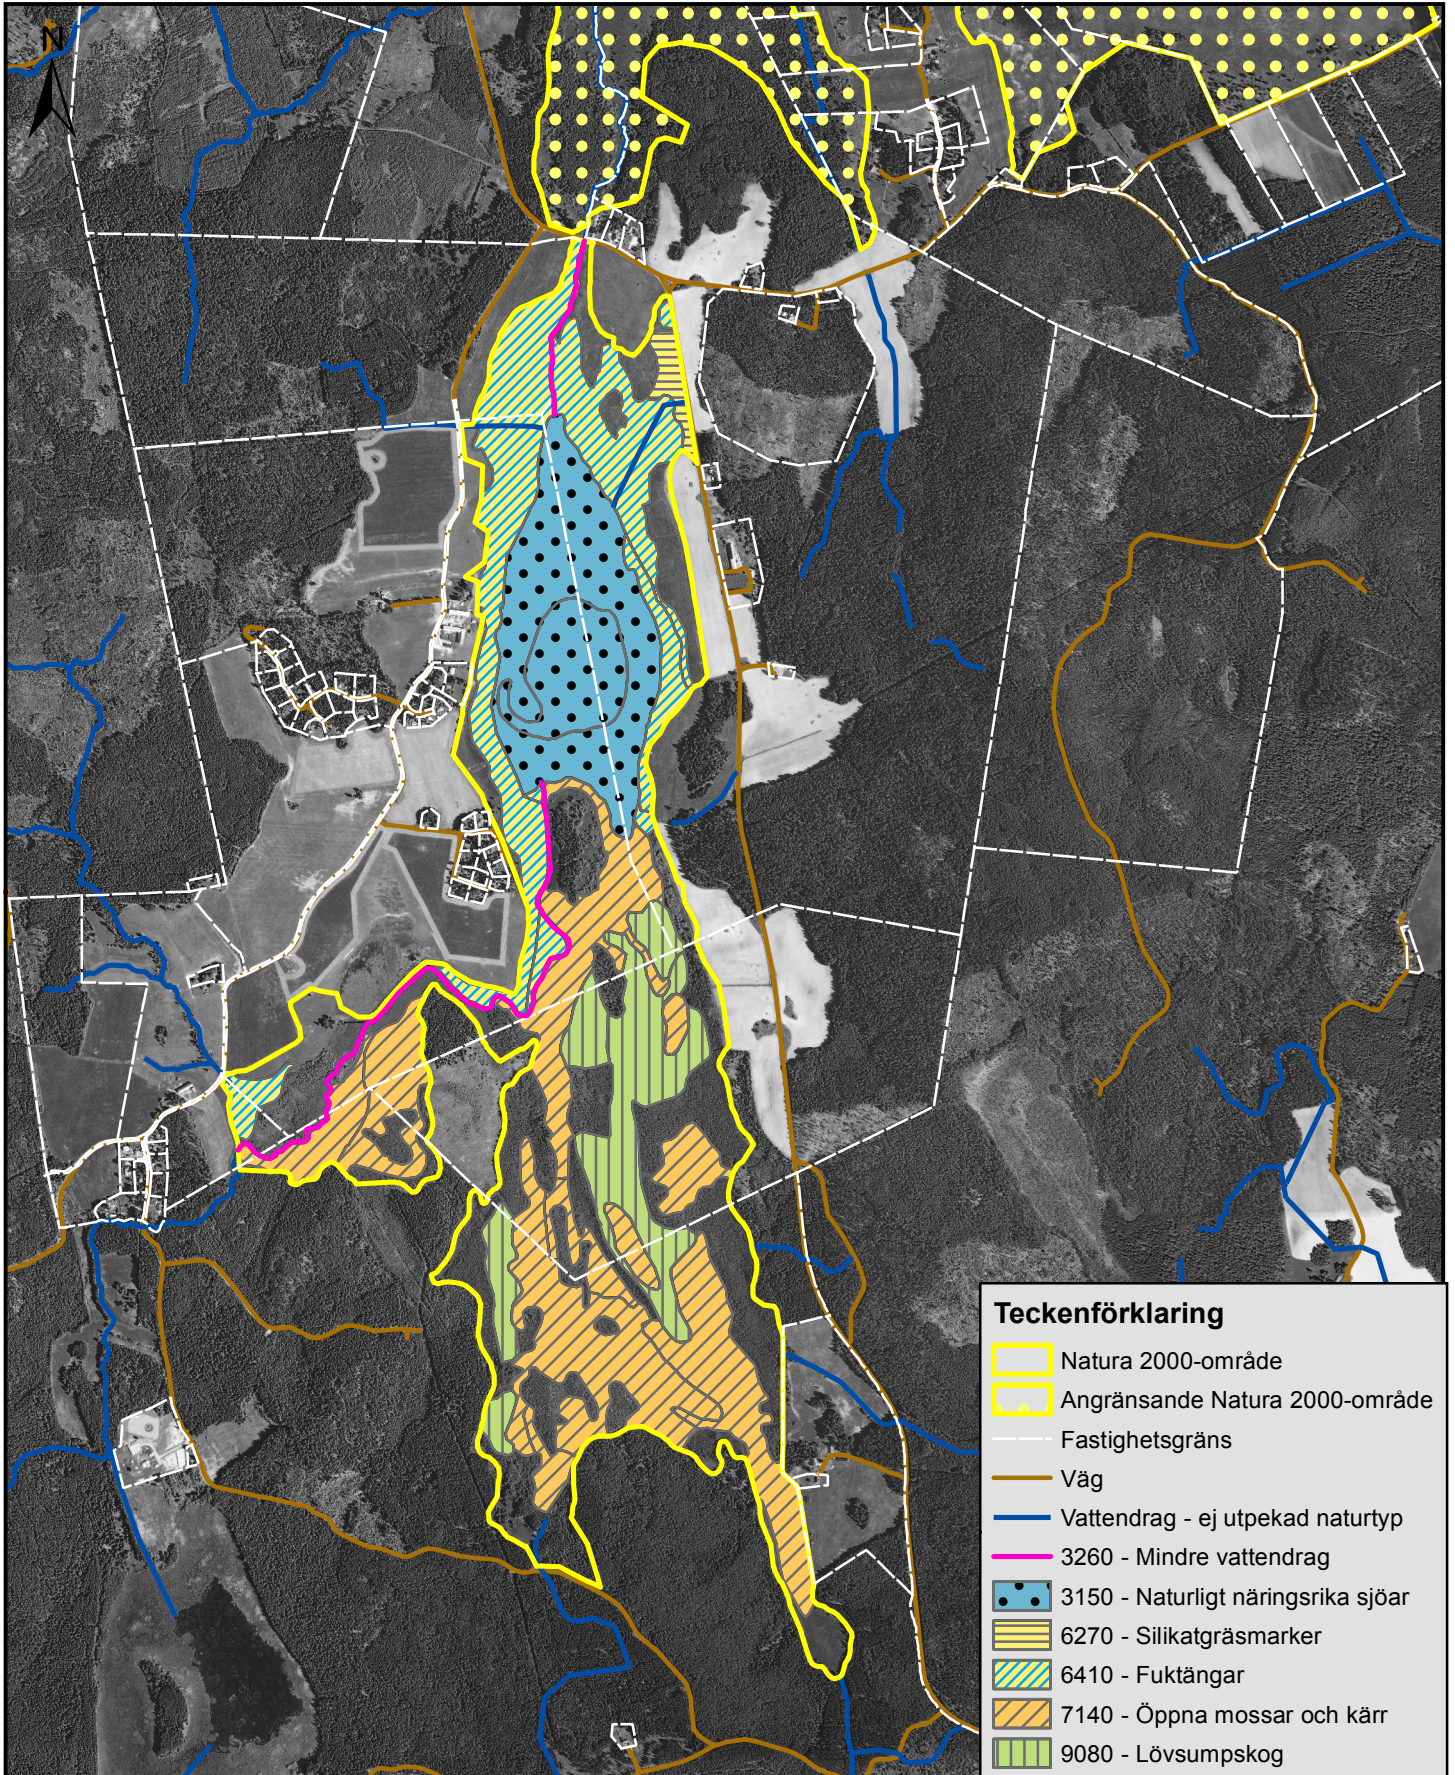 N
Teckenförklaring
Natura 2000-område
Angränsande Natura 2000-område
Fastighetsgräns
Väg
Vattendrag - ej utpekad naturtyp
3260 - Mindre vattendrag
3150 - Naturligt näringsrika sjöar
6270 - Silikatgräsmarker
6410 - Fuktängar
7140 - Öppna mossar och kärr
9080 - Lövsumpskog